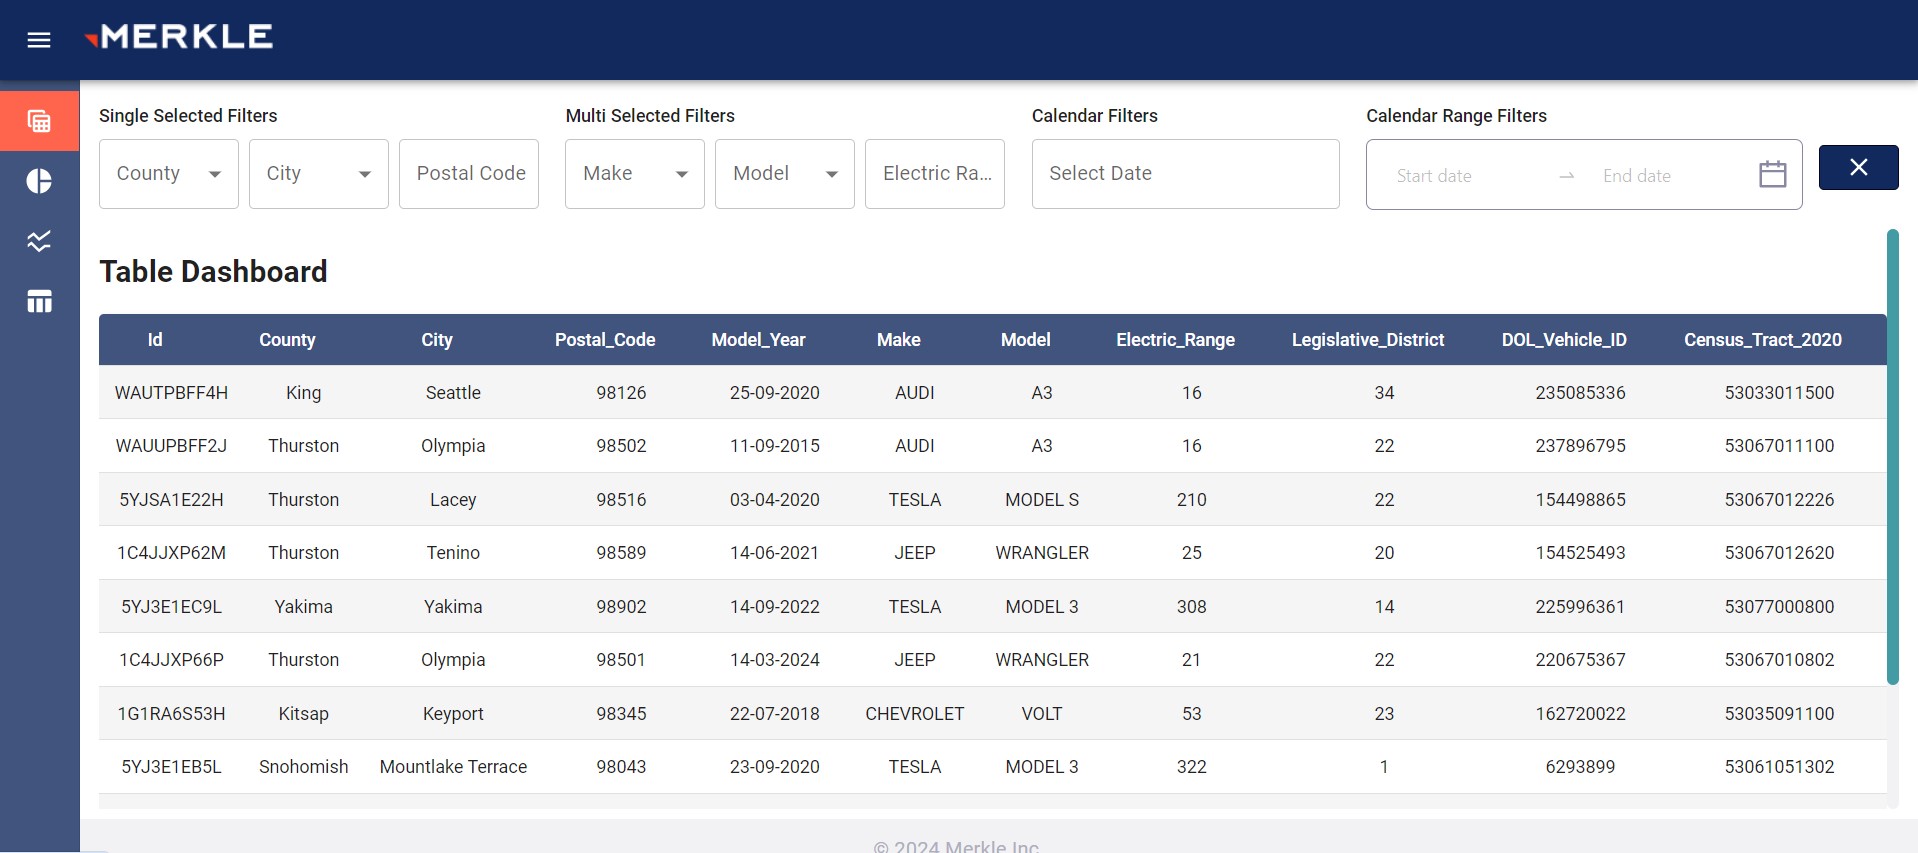 MERKLE
Single Selected Filters Multi Selected Filters Calendar Filters Calendar Range Filters
County City Postal Code Make Model Electric Ra... Select Date Start date → End date
Table Dashboard
Id County City Postal_Code Model_Year Make Model Electric_Range Legislative_District DOL_Vehicle_ID Census_Tract_2020
WAUTPBFF4H King Seattle 98126 25-09-2020 AUDI A3 16 34 235085336 53033011500
WAUUPBFF2J Thurston Olympia 98502 11-09-2015 AUDI A3 16 22 237896795 53067011100
5YJSA1E22H Thurston Lacey 98516 03-04-2020 TESLA MODEL S 210 22 154498865 53067012226
1C4JJXP62M Thurston Tenino 98589 14-06-2021 JEEP WRANGLER 25 20 154525493 53067012620
5YJ3E1EC9L Yakima Yakima 98902 14-09-2022 TESLA MODEL 3 308 14 225996361 53077000800
1C4JJXP66P Thurston Olympia 98501 14-03-2024 JEEP WRANGLER 21 22 220675367 53067010802
1G1RA6S53H Kitsap Keyport 98345 22-07-2018 CHEVROLET VOLT 53 23 162720022 53035091100
5YJ3E1EB5L Snohomish Mountlake Terrace 98043 23-09-2020 TESLA MODEL 3 322 1 6293899 53061051302
© 2024 Merkle Inc